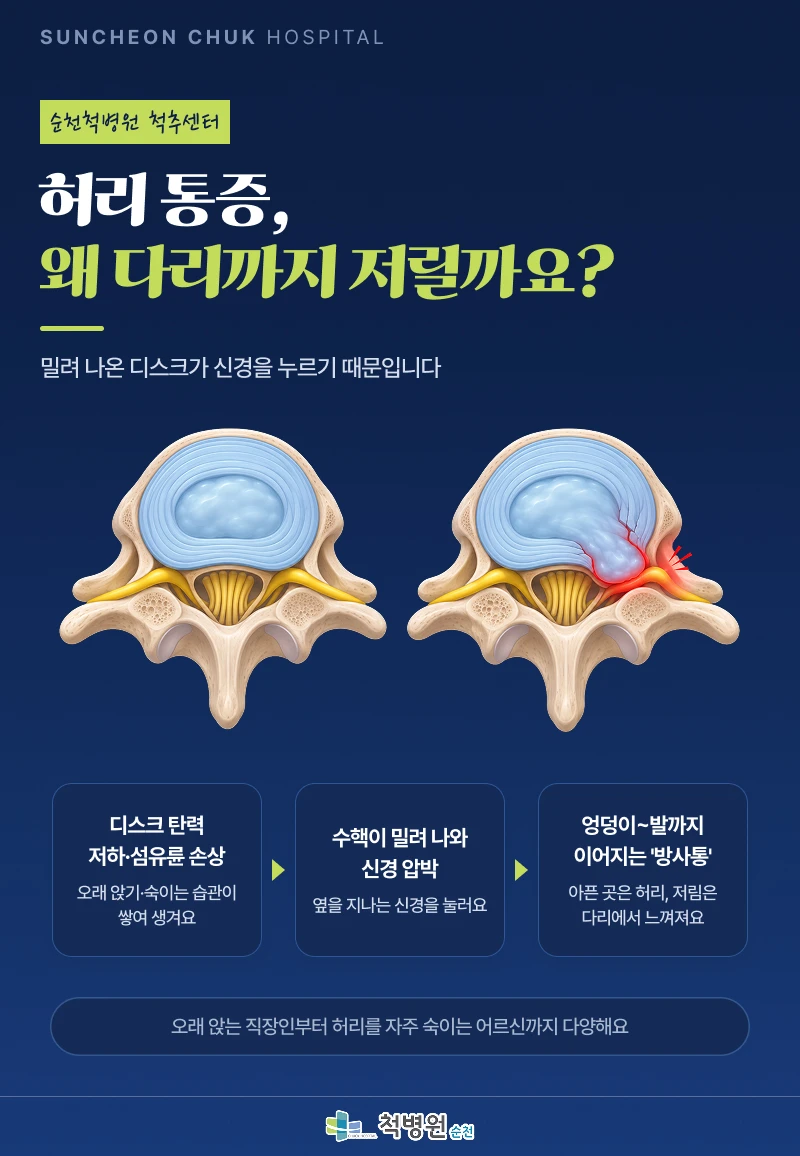 SUNCHEON CHUK HOSPITAL
순천척병원 척추센터
허리 통증,
왜 다리까지 저릴까요?
밀려 나온 디스크가 신경을 누르기 때문입니다
디스크 탄력
저하·섬유륜 손상
오래 앉기·숙이는 습관이
쌓여 생겨요
수핵이 밀려 나와
신경 압박
옆을 지나는 신경을 눌러요
엉덩이~발까지
이어지는 '방사통'
아픈 곳은 허리, 저림은
다리에서 느껴져요
오래 앉는 직장인부터 허리를 자주 숙이는 어르신까지 다양해요
척병원 순천